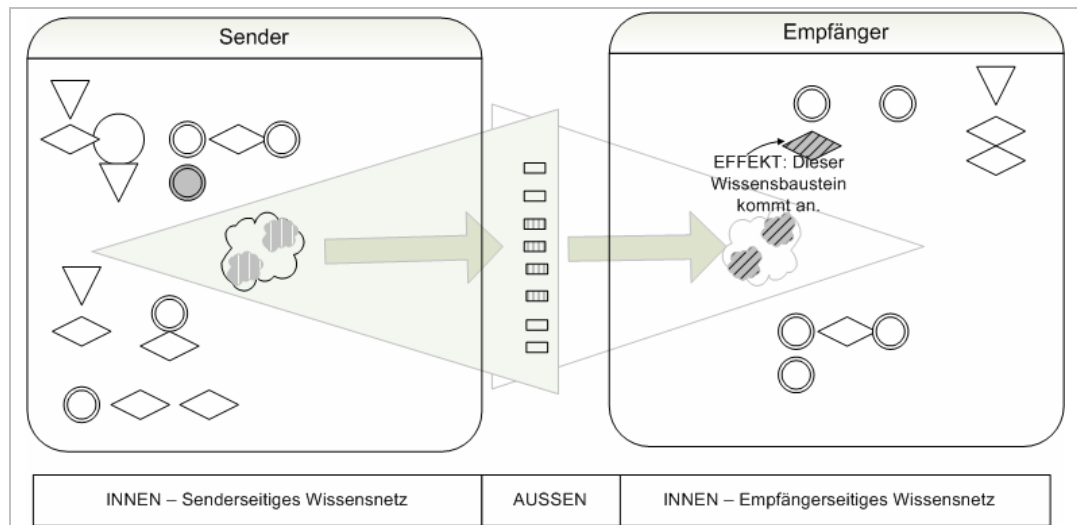 Sender
Empfänger
EFFEKT: Dieser
Wissensbaustein
kommt an.
INNEN – Senderseitiges Wissensnetz
AUSSEN
INNEN – Empfängerseitiges Wissensnetz